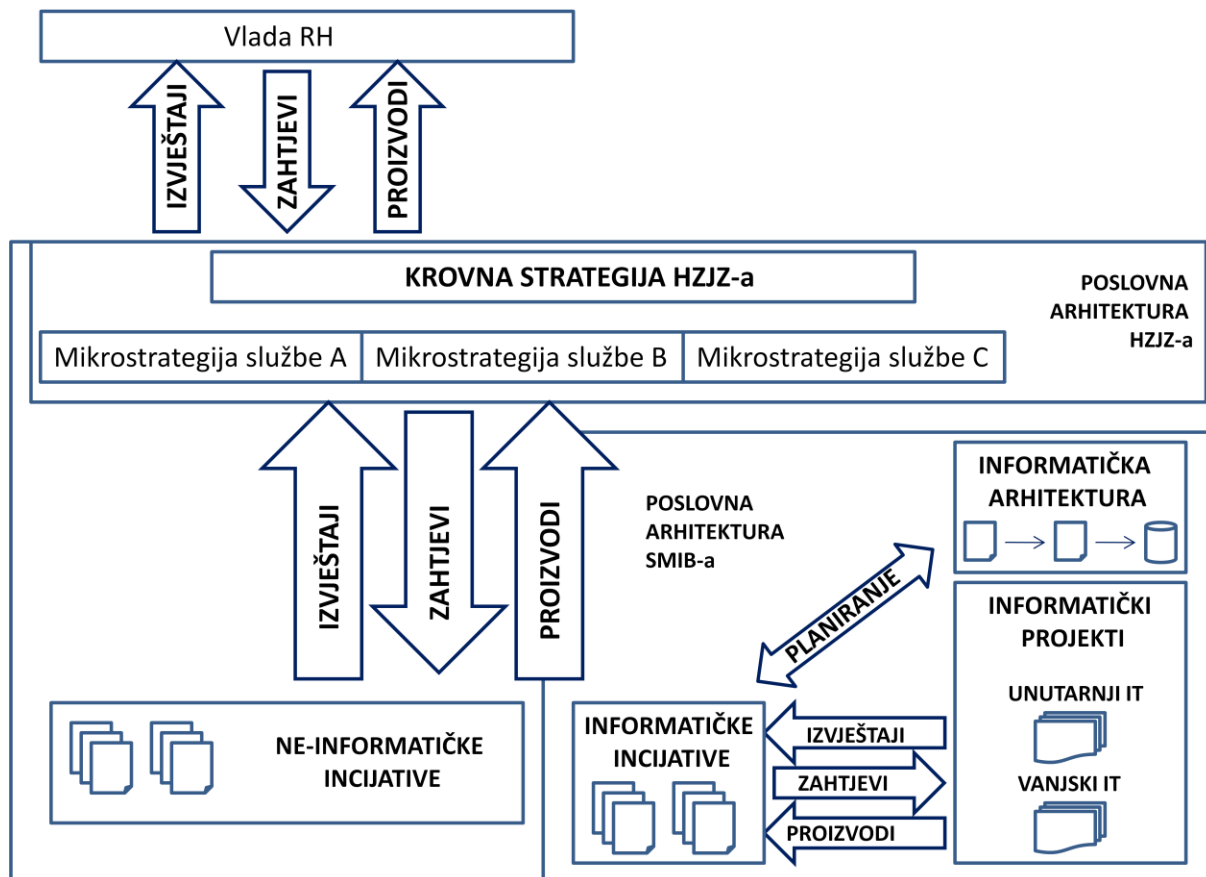 Vlada RH
IZVJEŠTAJI
ZAHTJEVI
PROIZVODI
KROVNA STRATEGIJA HZJZ-a
POSLOVNA
ARHITEKTURA
HZJZ-a
Mikrostrategija službe A
Mikrostrategija službe B
Mikrostrategija službe C
IZVJEŠTAJI
ZAHTJEVI
PROIZVODI
POSLOVNA
ARHITEKTURA
SMIB-a
INFORMATIČKA
ARHITEKTURA
PLANIRANJE
INFORMATIČKI
PROJEKTI
UNUTARNJI IT
VANJSKI IT
NE-INFORMATIČKE
INCIJATIVE
INFORMATIČKE
INCIJATIVE
IZVJEŠTAJI
ZAHTJEVI
PROIZVODI